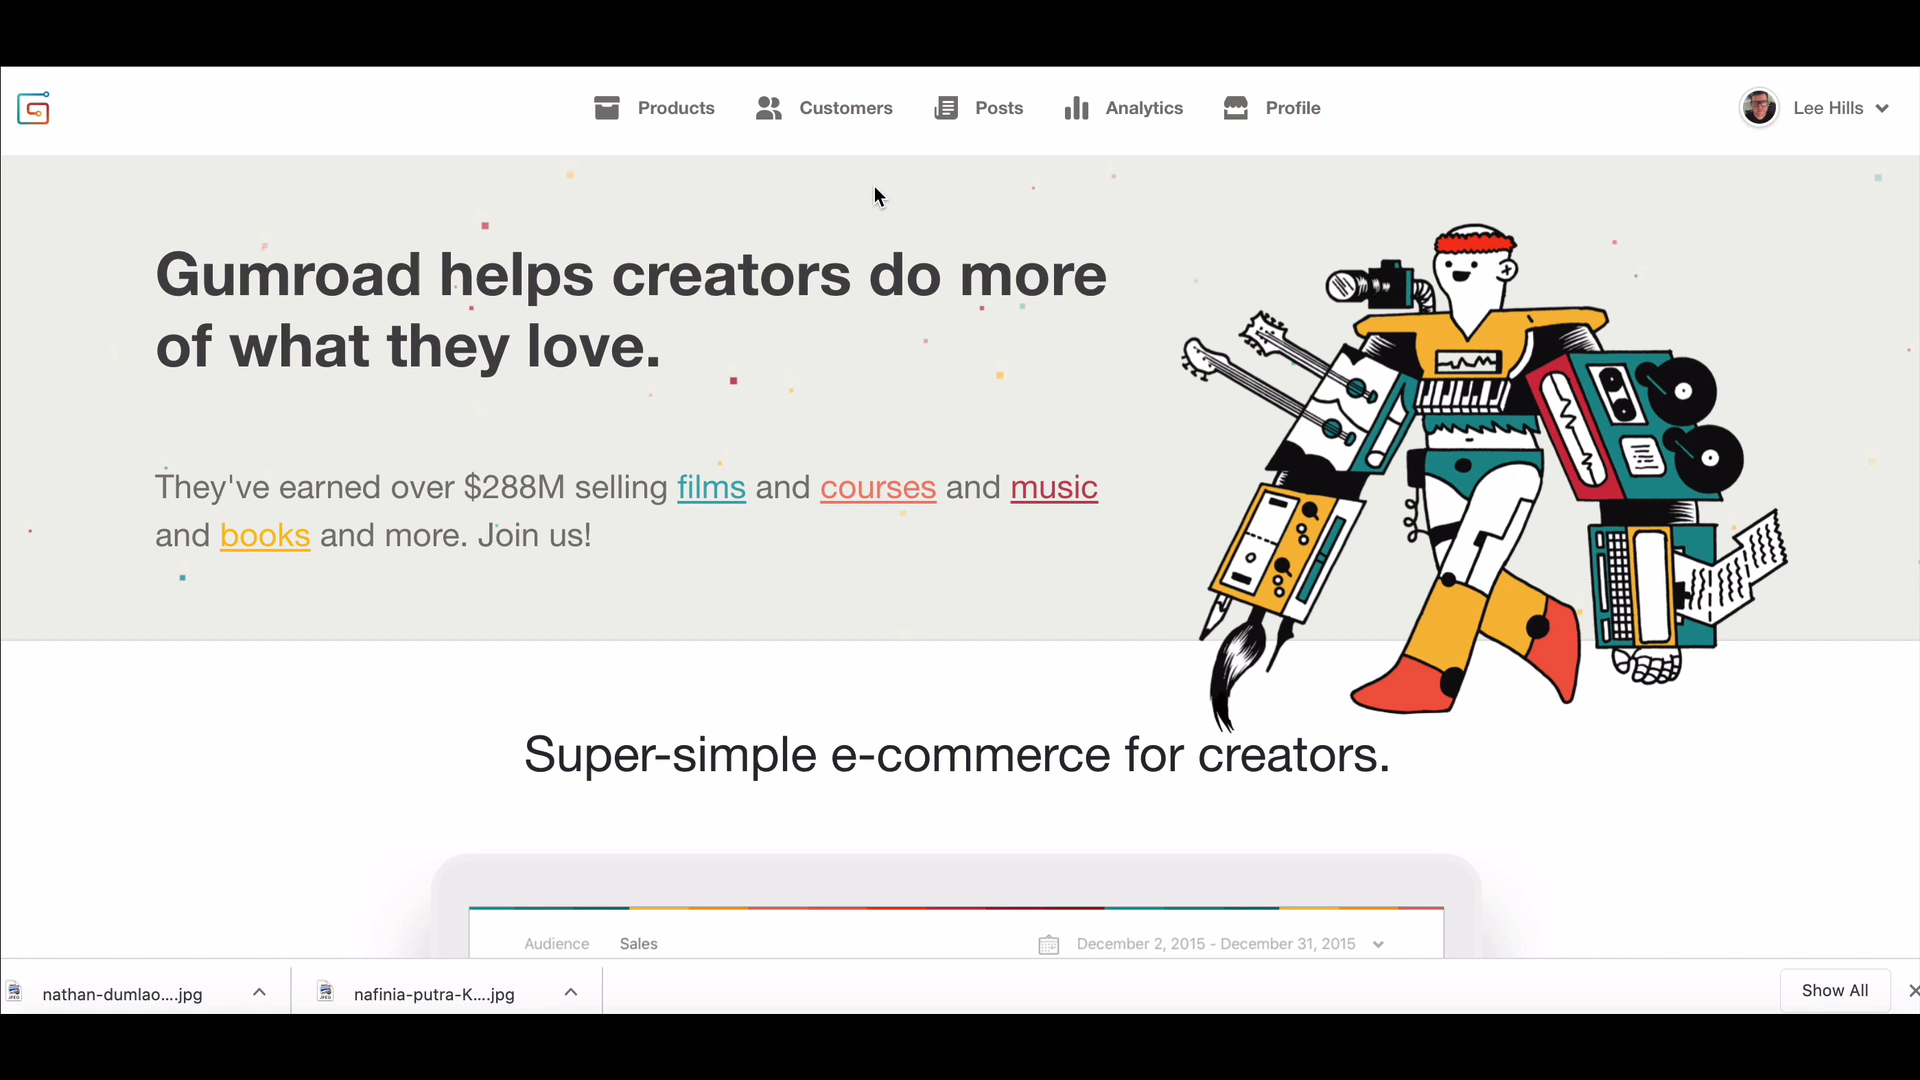 Products Customers Posts Analytics Profile Lee Hills
Gumroad helps creators do more
of what they love.
They've earned over $288M selling films and courses and music
and books and more. Join us!
Super-simple e-commerce for creators.
Audience Sales December 2, 2015 - December 31, 2015
nathan-dumlao....jpg nafinia-putra-K....jpg Show All